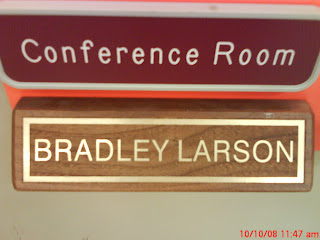 Conference Room
BRADLEY LARSON
10/10/08 11:47 am